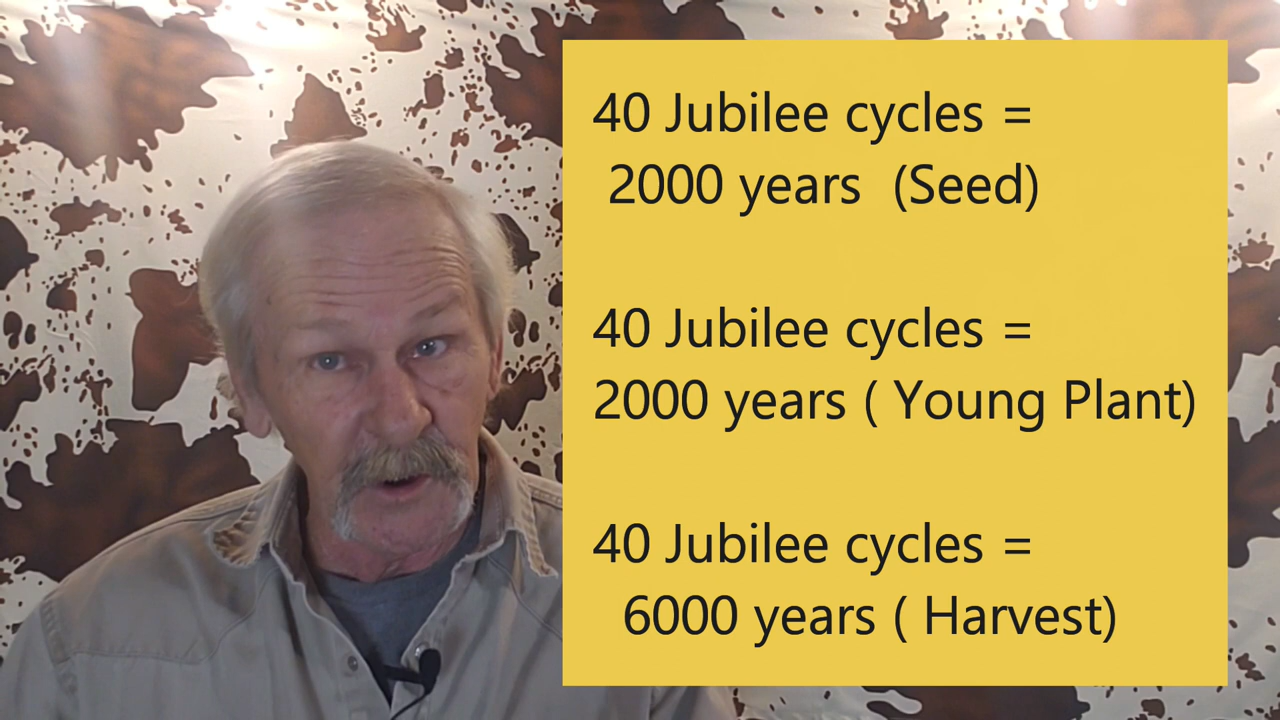 40 Jubilee cycles =
2000 years (Seed)
40 Jubilee cycles =
2000 years ( Young Plant)
40 Jubilee cycles =
6000 years ( Harvest)